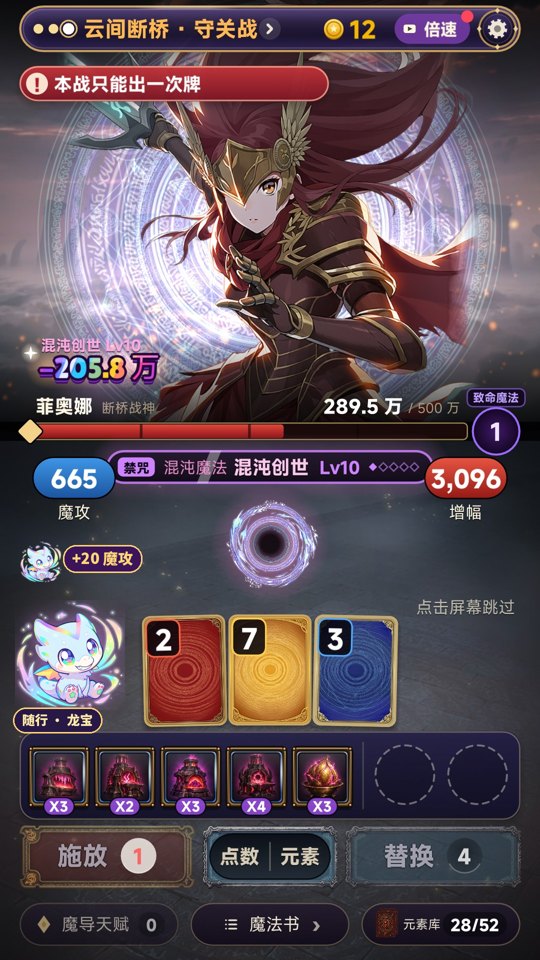 云间断桥 · 守关战 >
12
倍速
本战只能出一次牌
混沌创世 Lv10
-205.8 万
菲奥娜 断桥战神
289.5 万 / 500 万
致命魔法
1
665
魔攻
禁咒 混沌魔法 混沌创世 Lv10
3,096
增幅
+20 魔攻
点击屏幕跳过
2
7
3
随行 · 龙宝
X3
X2
X3
X4
X3
施放 1
点数 | 元素
替换 4
魔导天赋 0
魔法书 >
元素库 28/52